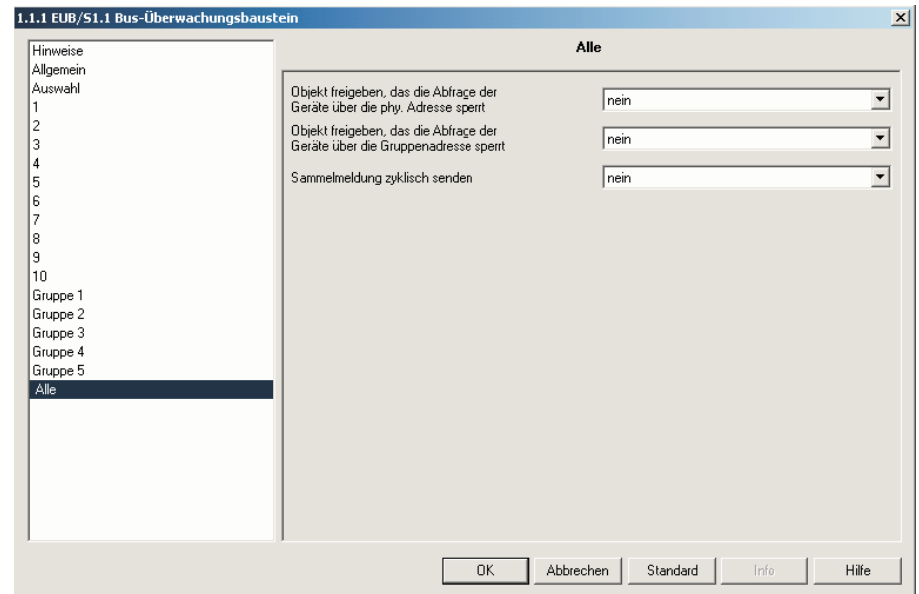 1.1.1 EUB/S1.1 Bus-Überwachungsbaustein
Hinweise
Allgemein
Auswahl
1
2
3
4
5
6
7
8
9
10
Gruppe 1
Gruppe 2
Gruppe 3
Gruppe 4
Gruppe 5
Alle
Alle
Objekt freigeben, das die Abfrage der
Geräte über die phy. Adresse sperrt
nein
Objekt freigeben, das die Abfrage der
Geräte über die Gruppenadresse sperrt
nein
Sammelmeldung zyklisch senden
nein
OK
Abbrechen
Standard
Info
Hilfe